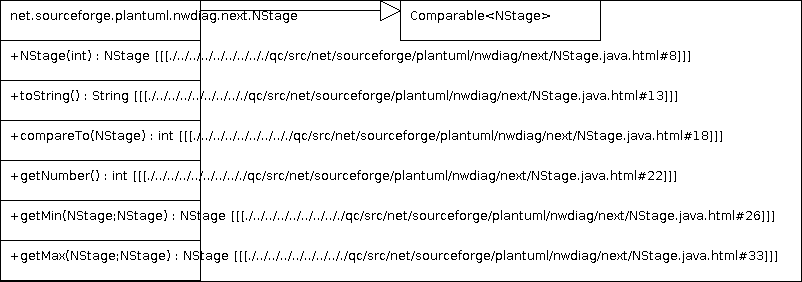 net.sourceforge.plantuml.nwdiag.next.NStage
Comparable<NStage>
+NStage(int) : NStage [[[./../../../../../../../../qc/src/net/sourceforge/plantuml/nwdiag/next/NStage.java.html#8]]]
+toString() : String [[[./../../../../../../../../qc/src/net/sourceforge/plantuml/nwdiag/next/NStage.java.html#13]]]
+compareTo(NStage) : int [[[./../../../../../../../../qc/src/net/sourceforge/plantuml/nwdiag/next/NStage.java.html#18]]]
+getNumber() : int [[[./../../../../../../../../qc/src/net/sourceforge/plantuml/nwdiag/next/NStage.java.html#22]]]
+getMin(NStage;NStage) : NStage [[[./../../../../../../../../qc/src/net/sourceforge/plantuml/nwdiag/next/NStage.java.html#26]]]
+getMax(NStage;NStage) : NStage [[[./../../../../../../../../qc/src/net/sourceforge/plantuml/nwdiag/next/NStage.java.html#33]]]